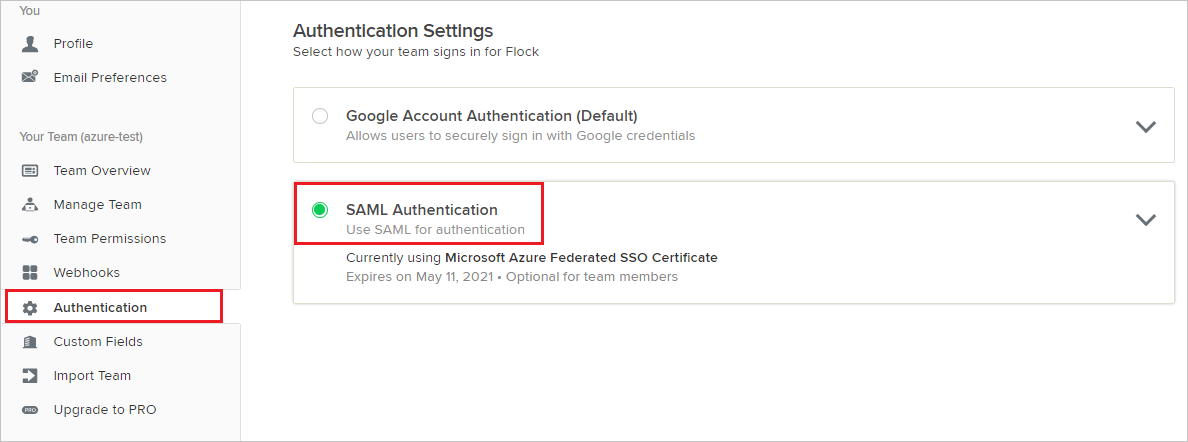 You
Profile
Email Preferences
Your Team (azure-test)
Team Overview
Manage Team
Team Permissions
Webhooks
Authentication
Custom Fields
Import Team
PRO
Upgrade to PRO
Authentication Settings
Select how your team signs in for Flock
Google Account Authentication (Default)
Allows users to securely sign in with Google credentials
SAML Authentication
Use SAML for authentication
Currently using Microsoft Azure Federated SSO Certificate
Expires on May 11, 2021 • Optional for team members